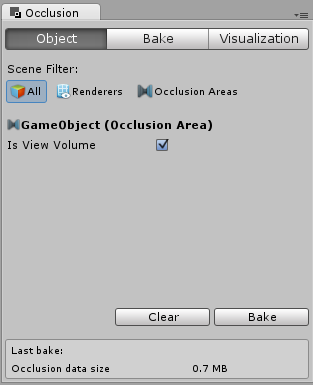 Occlusion
Object Bake Visualization
Scene Filter:
All Renderers Occlusion Areas
GameObject (Occlusion Area)
Is View Volume
Clear Bake
Last bake:
Occlusion data size 0.7 MB